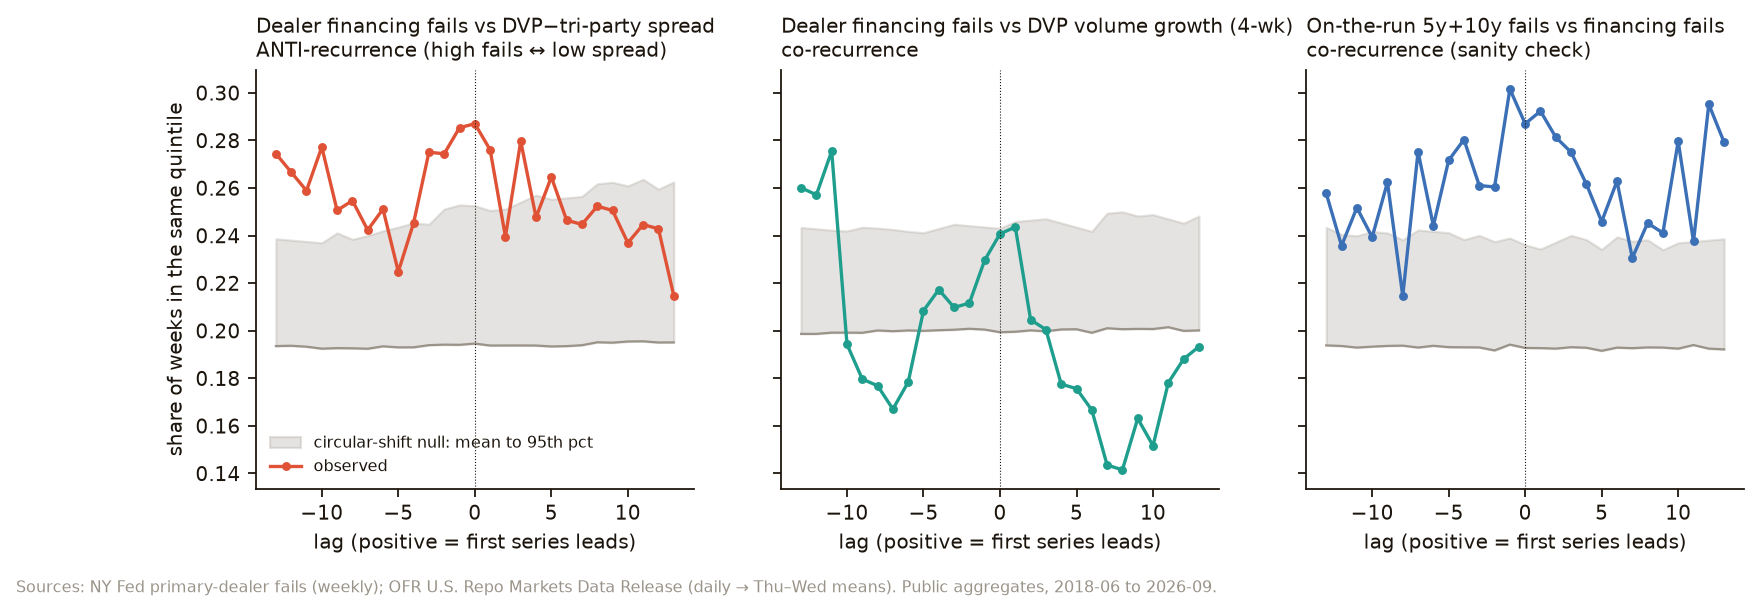 Dealer financing fails vs DVP−tri-party spread
ANTI-recurrence (high fails ↔ low spread)
Dealer financing fails vs DVP volume growth (4-wk)
co-recurrence
On-the-run 5y+10y fails vs financing fails
co-recurrence (sanity check)
share of weeks in the same quintile
0.30
0.28
0.26
0.24
0.22
0.20
0.18
0.16
0.14
circular-shift null: mean to 95th pct
observed
−10 −5 0 5 10
−10 −5 0 5 10
−10 −5 0 5 10
lag (positive = first series leads)
lag (positive = first series leads)
lag (positive = first series leads)
Sources: NY Fed primary-dealer fails (weekly); OFR U.S. Repo Markets Data Release (daily → Thu–Wed means). Public aggregates, 2018-06 to 2026-09.